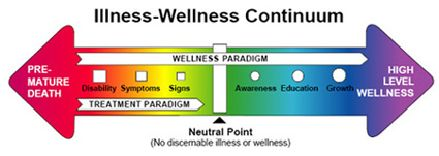 Illness-Wellness Continuum
WELLNESS PARADIGM
PRE-
MATURE
DEATH
HIGH
LEVEL
WELLNESS
Disability Symptoms Signs Awareness Education Growth
TREATMENT PARADIGM
Neutral Point
(No discernable illness or wellness)